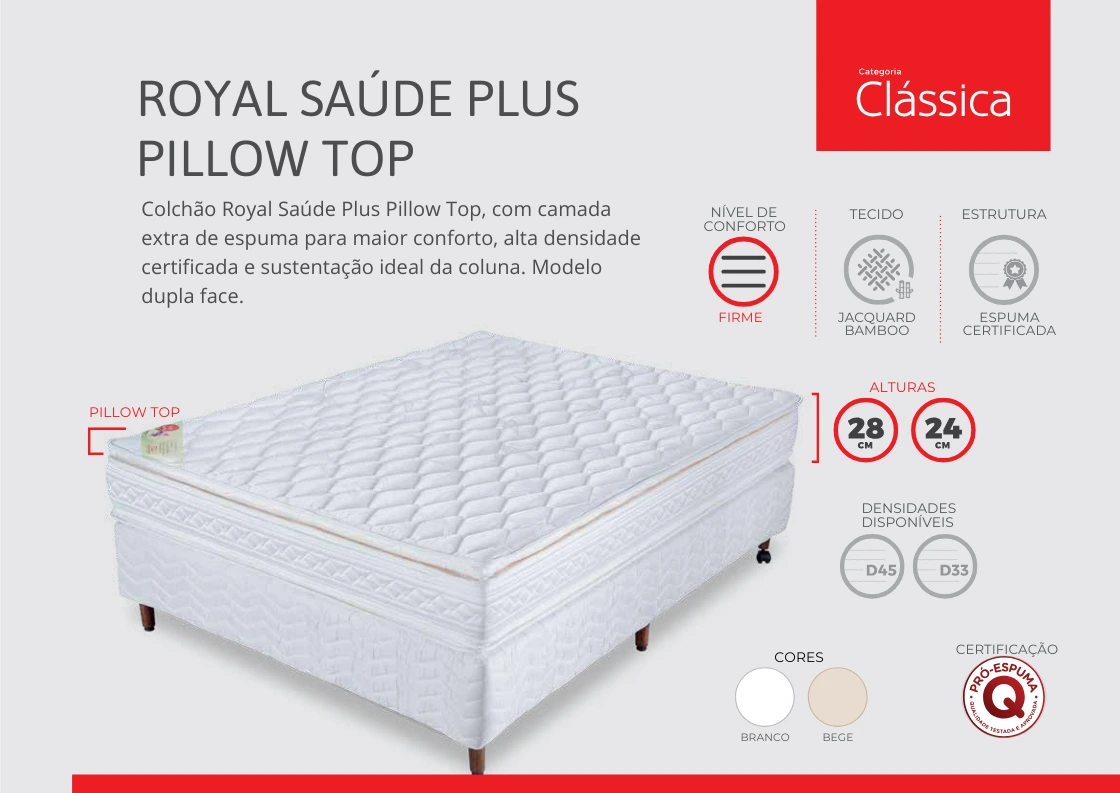 Categoria
Clássica
ROYAL SAÚDE PLUS
PILLOW TOP
Colchão Royal Saúde Plus Pillow Top, com camada
extra de espuma para maior conforto, alta densidade
certificada e sustentação ideal da coluna. Modelo
dupla face.
NÍVEL DE
CONFORTO
FIRME
TECIDO
JACQUARD
BAMBOO
ESTRUTURA
ESPUMA
CERTIFICADA
PILLOW TOP
ALTURAS
28
CM
24
CM
DENSIDADES
DISPONÍVEIS
D45
D33
CORES
BRANCO
BEGE
CERTIFICAÇÃO
PRÓ-ESPUMA
Q
QUALIDADE TESTADA E APROVADA